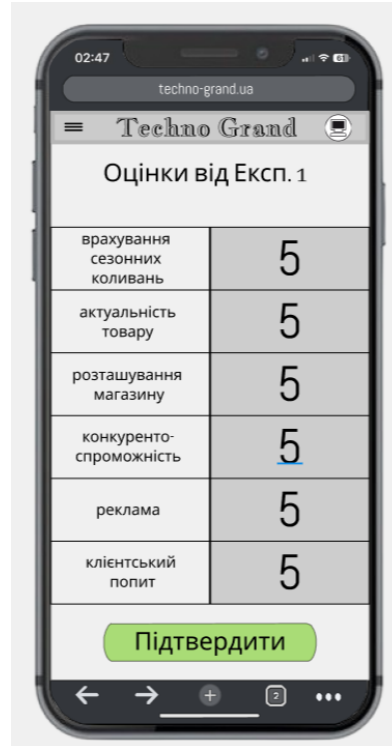 02:47
techno-grand.ua
Techno Grand
Оцінки від Експ. 1
врахування
сезонних
коливань
5
актуальність
товару
5
розташування
магазину
5
конкуренто-
спроможність
5
реклама
5
клієнтський
попит
5
Підтвердити
2